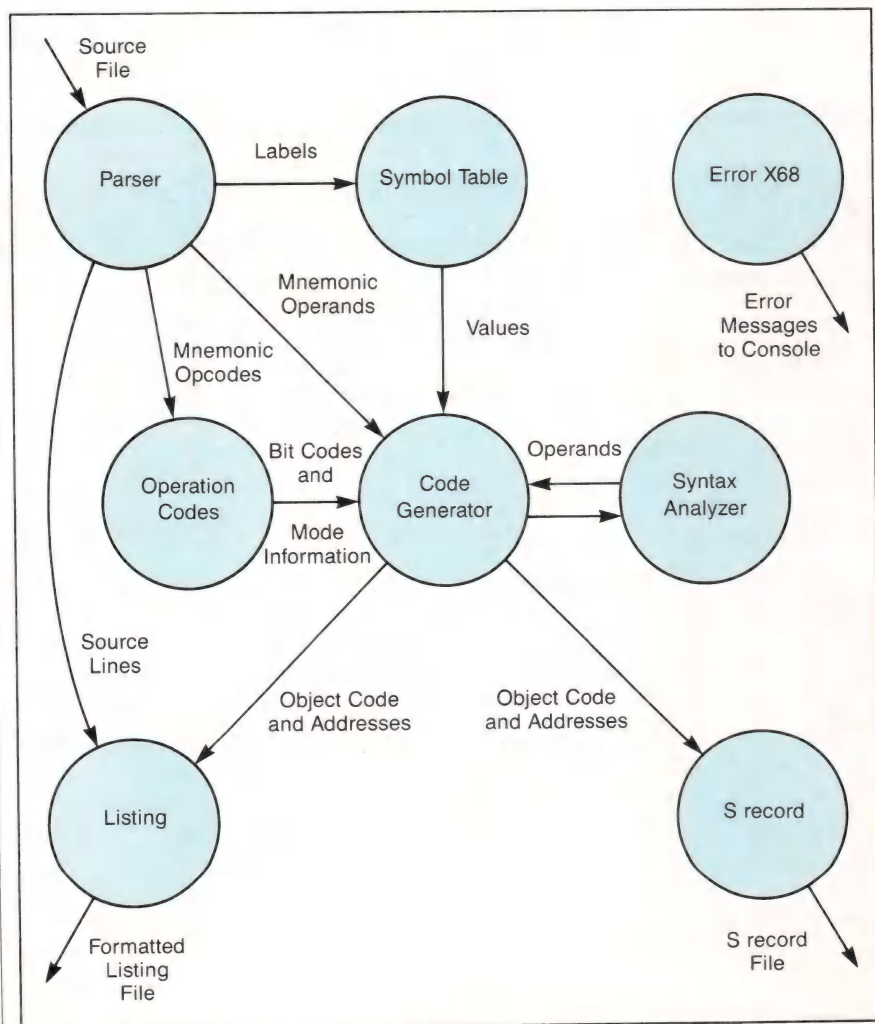 Source
File
Parser
Labels
Symbol Table
Error X68
Mnemonic
Operands
Error
Messages
to Console
Values
Mnemonic
Opcodes
Operation
Codes
Bit Codes
and
Mode
Information
Code
Generator
Operands
Syntax
Analyzer
Source
Lines
Object Code
and Addresses
Object Code
and Addresses
Listing
S record
Formatted
Listing
File
S record
File